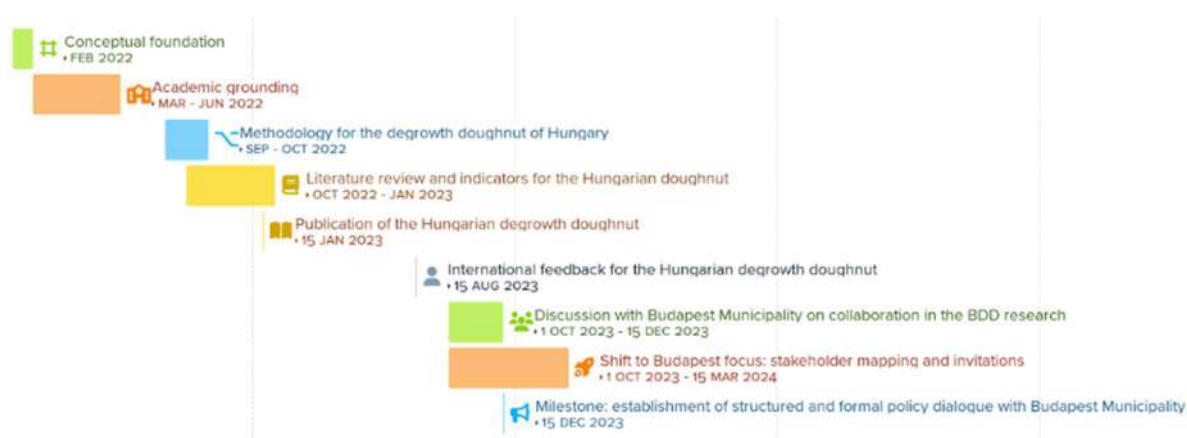 Conceptual foundation
• FEB 2022
Academic grounding
• MAR - JUN 2022
Methodology for the degrowth doughnut of Hungary
• SEP - OCT 2022
Literature review and indicators for the Hungarian doughnut
• OCT 2022 - JAN 2023
Publication of the Hungarian degrowth doughnut
• 15 JAN 2023
International feedback for the Hungarian degrowth doughnut
• 15 AUG 2023
Discussion with Budapest Municipality on collaboration in the BDD research
• 1 OCT 2023 - 15 DEC 2023
Shift to Budapest focus: stakeholder mapping and invitations
• 1 OCT 2023 - 15 MAR 2024
Milestone: establishment of structured and formal policy dialogue with Budapest Municipality
• 15 DEC 2023